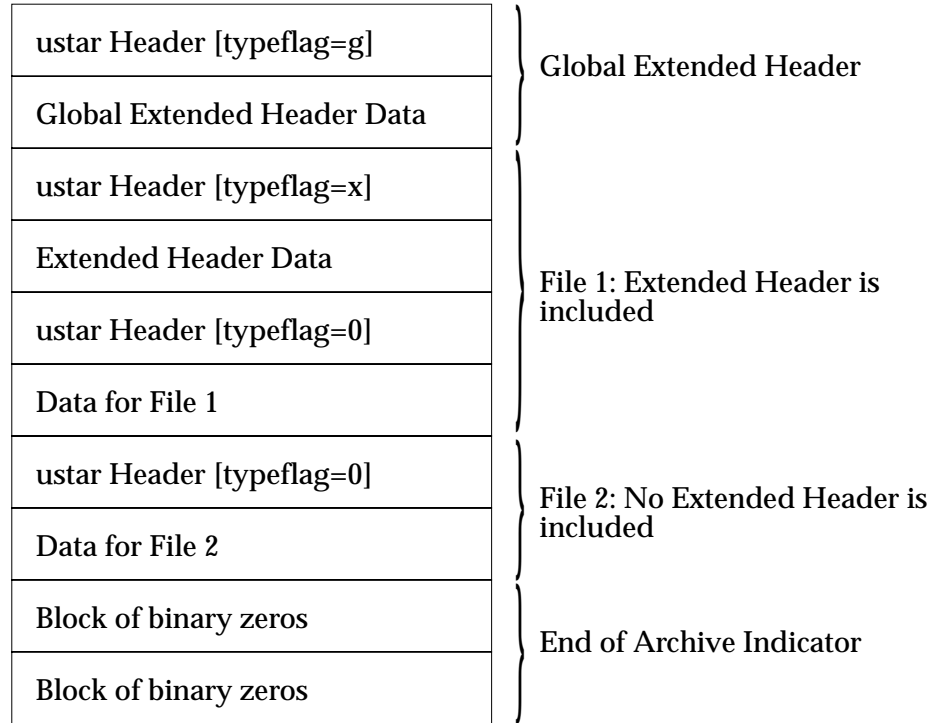 ustar Header [typeflag=g]
Global Extended Header Data
Global Extended Header
ustar Header [typeflag=x]
Extended Header Data
ustar Header [typeflag=0]
Data for File 1
File 1: Extended Header is
included
ustar Header [typeflag=0]
Data for File 2
File 2: No Extended Header is
included
Block of binary zeros
Block of binary zeros
End of Archive Indicator